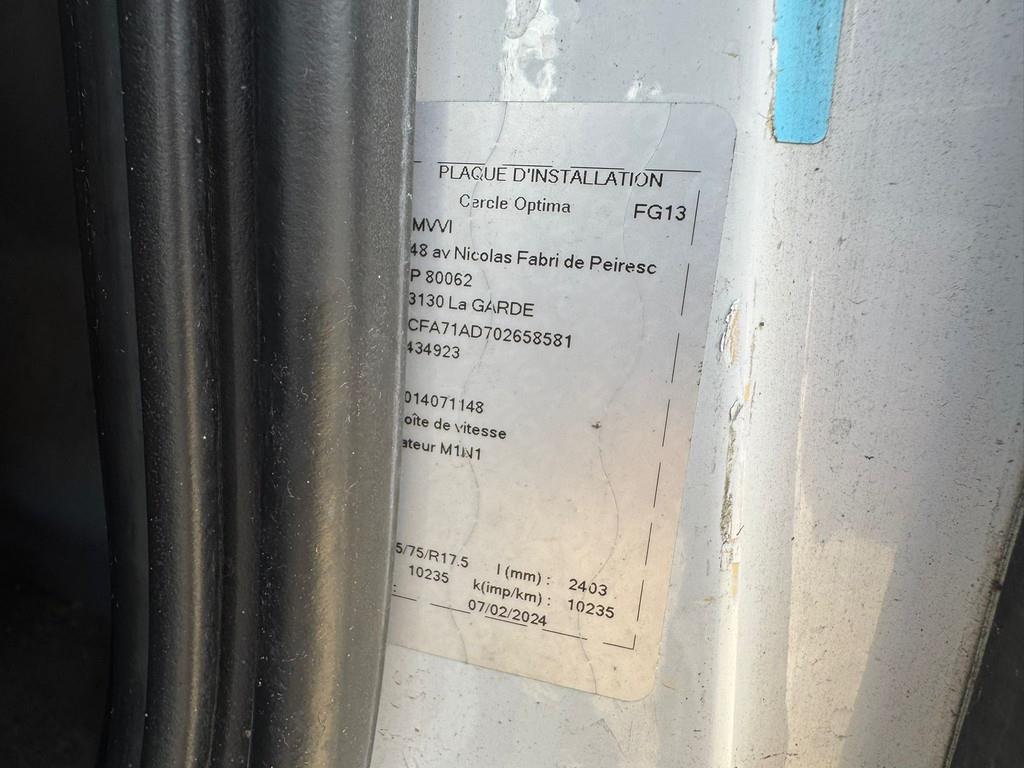 PLAQUE D'INSTALLATION
Cercle Optima FG13
MVVI
48 av Nicolas Fabri de Peiresc
P 80062
3130 La GARDE
CFA71AD702658581
434923
014071148
oîte de vitesse
ateur M1N1
5/75/R17.5 l (mm) : 2403
10235 k(imp/km) : 10235
07/02/2024